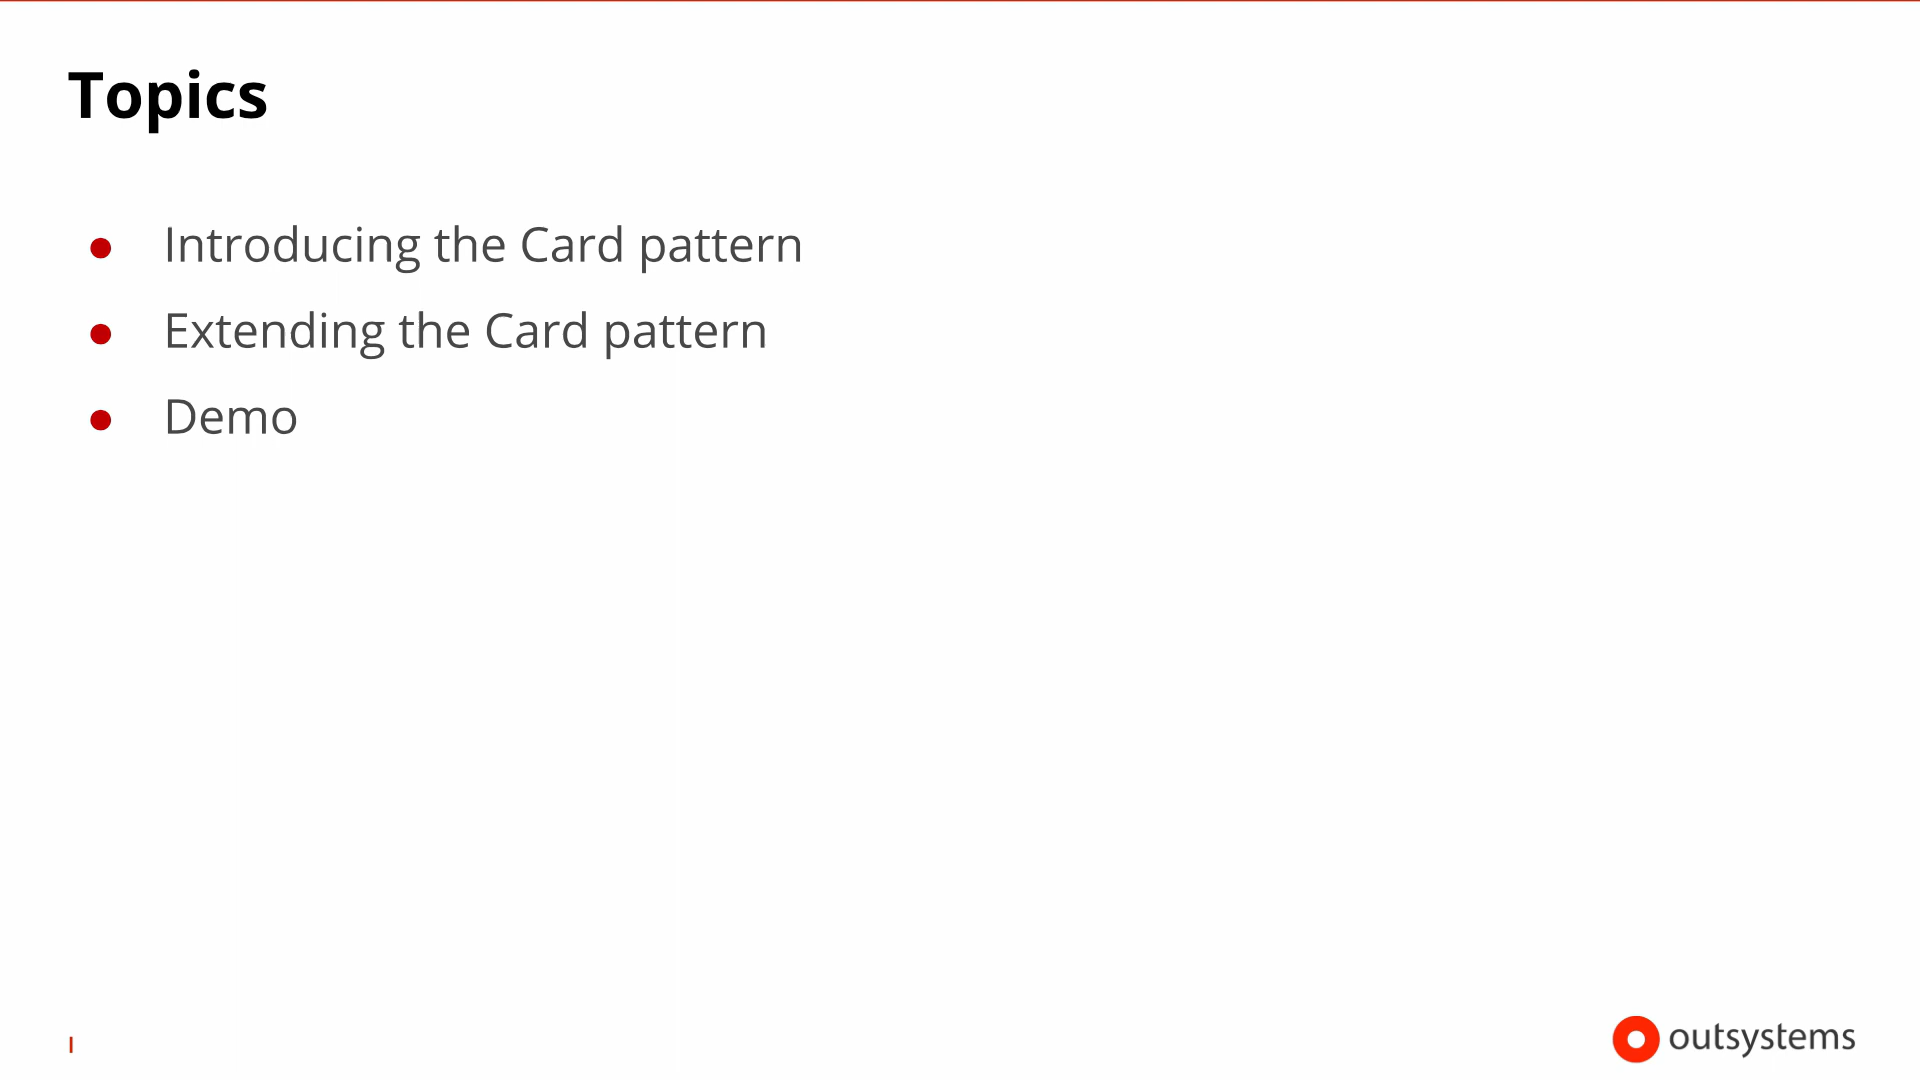 Topics
● Introducing the Card pattern
● Extending the Card pattern
● Demo
outsystems